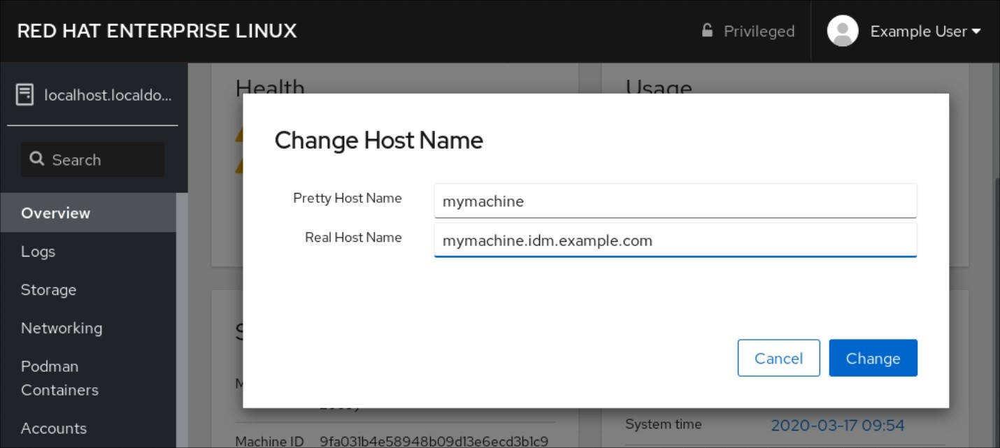 RED HAT ENTERPRISE LINUX
Privileged
Example User
localhost.localdo...
Search
Overview
Logs
Storage
Networking
Podman
Containers
Accounts
Health
Usage
Change Host Name
Pretty Host Name mymachine
Real Host Name mymachine.idm.example.com
Cancel Change
System time 2020-03-17 09:54
Machine ID 9fa031b4e58948b09d13e6ecd3b1c9